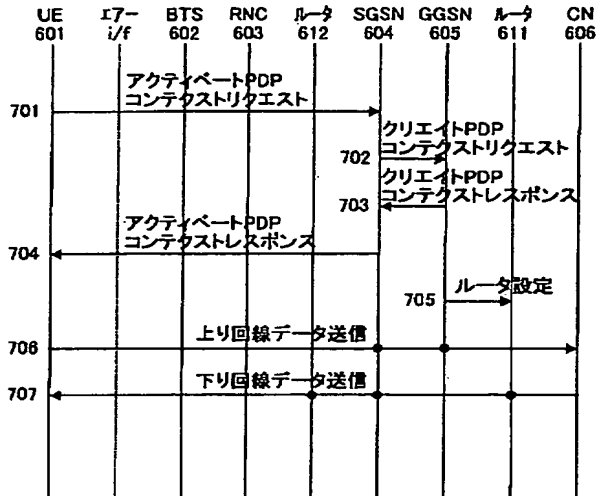 UE エアー BTS RNC ルータ SGSN GGSN ルータ CN
601 i/f 602 603 612 604 605 611 606
アクティベートPDP
701 コンテクストリクエスト
クリエイトPDP
702 コンテクストリクエスト
クリエイトPDP
703 コンテクストレスポンス
アクティベートPDP
コンテクストレスポンス
704
ルータ設定
705
上り回線データ送信
706
下り回線データ送信
707